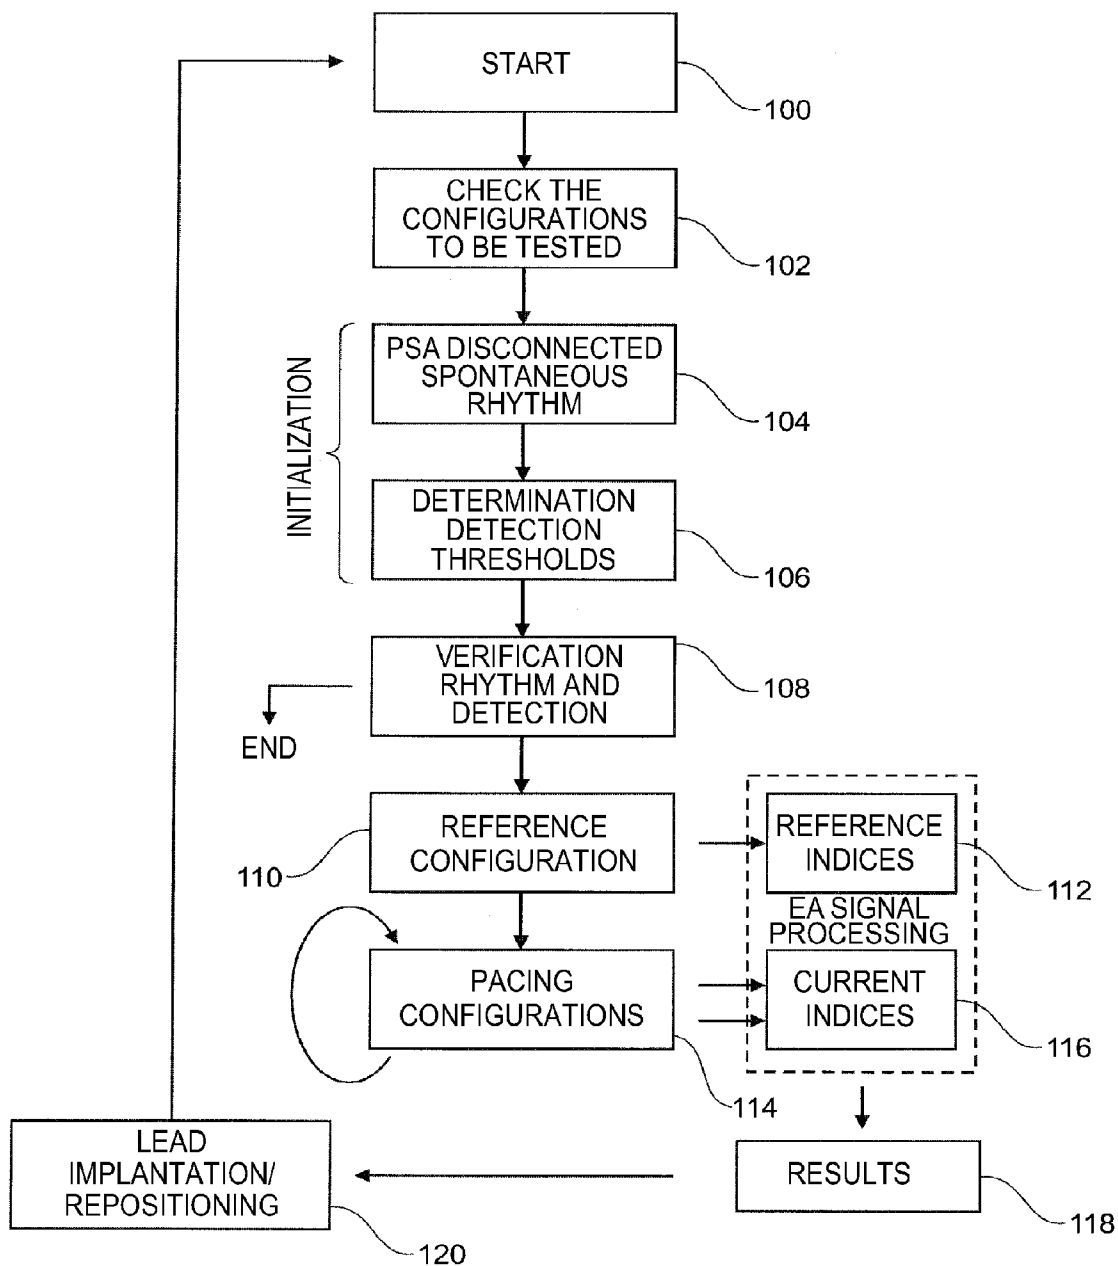 START
100
CHECK THE
CONFIGURATIONS
TO BE TESTED
102
PSA DISCONNECTED
SPONTANEOUS
RHYTHM
104
INITIALIZATION
DETERMINATION
DETECTION
THRESHOLDS
106
VERIFICATION
RHYTHM AND
DETECTION
108
END
REFERENCE
CONFIGURATION
110
REFERENCE
INDICES
112
EA SIGNAL
PROCESSING
PACING
CONFIGURATIONS
114
CURRENT
INDICES
116
LEAD
IMPLANTATION/
REPOSITIONING
120
RESULTS
118